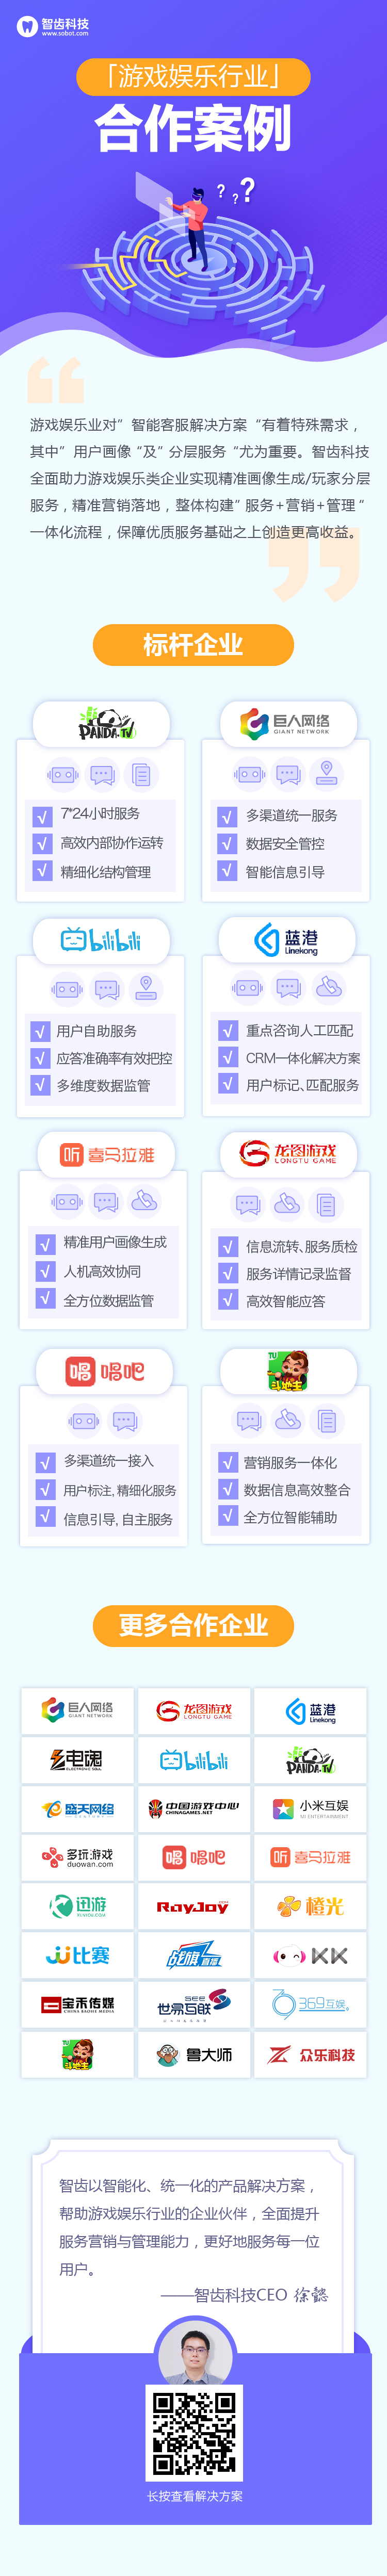 智齿科技
www.sobot.com
「游戏娱乐行业」
合作案例
? ? ?
游戏娱乐业对”智能客服解决方案“有着特殊需求，
其中”用户画像“及”分层服务“尤为重要。智齿科技
全面助力游戏娱乐类企业实现精准画像生成/玩家分层
服务，精准营销落地，整体构建”服务+营销+管理“
一体化流程，保障优质服务基础之上创造更高收益。
标杆企业
PANDA.TV
7*24小时服务
高效内部协作运转
精细化结构管理
巨人网络
GIANT NETWORK
多渠道统一服务
数据安全管控
智能信息引导
bilibili
用户自助服务
应答准确率有效把控
多维度数据监管
蓝港
Linekong
重点咨询人工匹配
CRM一体化解决方案
用户标记、匹配服务
听 喜马拉雅
精准用户画像生成
人机高效协同
全方位数据监管
龙图游戏
LONGTU GAME
信息流转、服务质检
服务详情记录监督
高效智能应答
唱 唱吧
多渠道统一接入
用户标注，精细化服务
信息引导，自主服务
TU
斗地主
营销服务一体化
数据信息高效整合
全方位智能辅助
更多合作企业
巨人网络
GIANT NETWORK
龙图游戏
LONGTU GAME
蓝港
Linekong
电魂
ELECTRONIC SOUL
bilibili
PANDA.TV
盛天网络
中国游戏中心
CHINAGAMES.NET
小米互娱
MI ENTERTAINMENT
多玩游戏
duowan.com
唱 唱吧
听 喜马拉雅
迅游
XUNYOU.COM
RayJoy
橙光
比赛
战旗直播
KK
宝禾传媒
CHINA BAOHE MEDIA
SEE
世易互联
369互娱
TU
斗地主
鲁大师
众乐科技
智齿以智能化、统一化的产品解决方案，
帮助游戏娱乐行业的企业伙伴，全面提升
服务营销与管理能力，更好地服务每一位
用户。
——智齿科技CEO 徐懿
长按查看解决方案